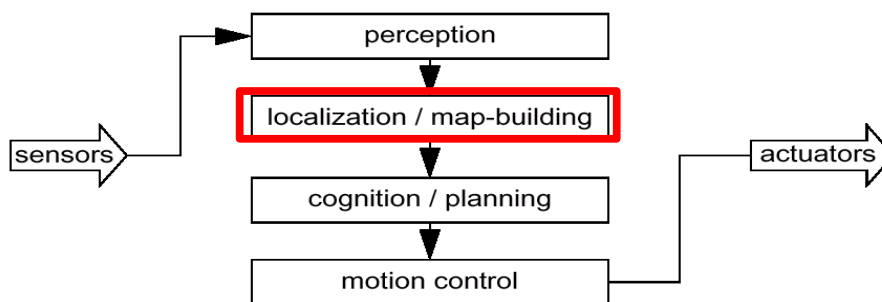 perception
localization / map-building
sensors
actuators
cognition / planning
motion control